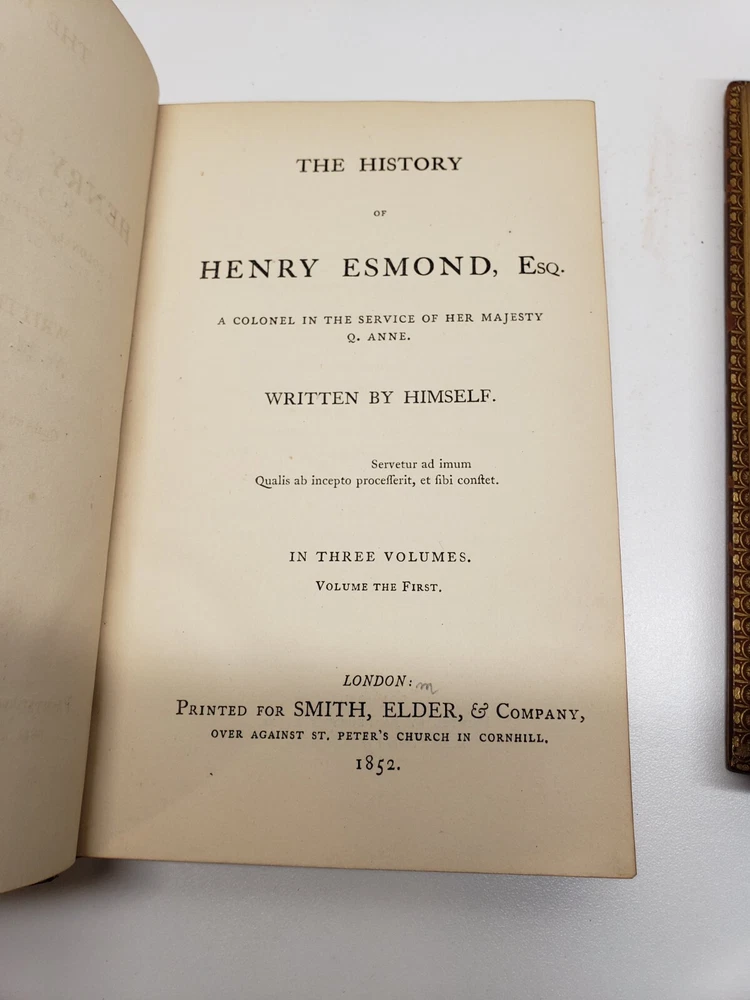 THE HISTORY
OF
HENRY ESMOND, Esq.
A COLONEL IN THE SERVICE OF HER MAJESTY
Q. ANNE.
WRITTEN BY HIMSELF.
Servetur ad imum
Qualis ab incepto proceſſerit, et ſibi conſtet.
IN THREE VOLUMES.
Volume the First.
LONDON: m
Printed for SMITH, ELDER, & Company,
OVER AGAINST ST. PETER'S CHURCH IN CORNHILL.
1852.